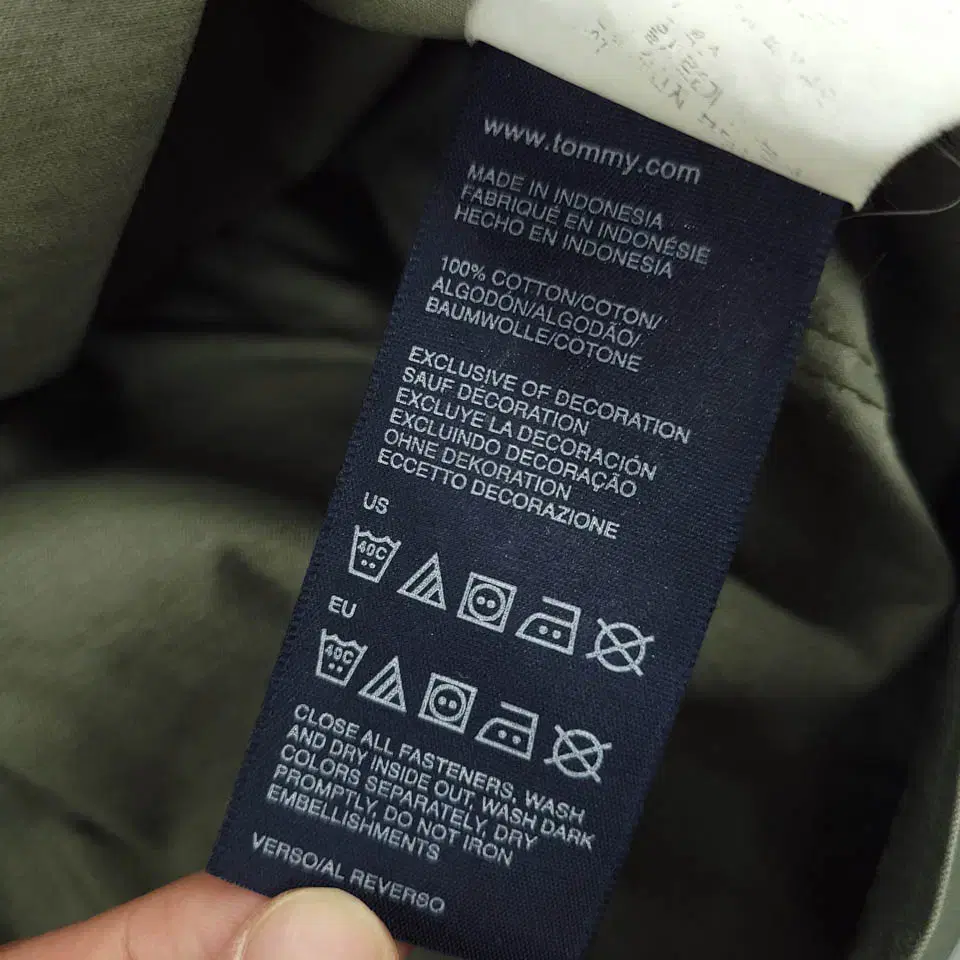 www.tommy.com
MADE IN INDONESIA
FABRIQUÉ EN INDONÉSIE
HECHO EN INDONESIA
100% COTTON/COTON/
ALGODÓN/ALGODÃO/
BAUMWOLLE/COTONE
EXCLUSIVE OF DECORATION
SAUF DÉCORATION
EXCLUYE LA DECORACIÓN
EXCLUINDO DECORAÇÃO
OHNE DEKORATION
ECCETTO DECORAZIONE
US
40C
EU
40C
CLOSE ALL FASTENERS, WASH
AND DRY INSIDE OUT, WASH DARK
COLORS SEPARATELY, DRY
PROMPTLY, DO NOT IRON
EMBELLISHMENTS
VERSO/AL REVERSO